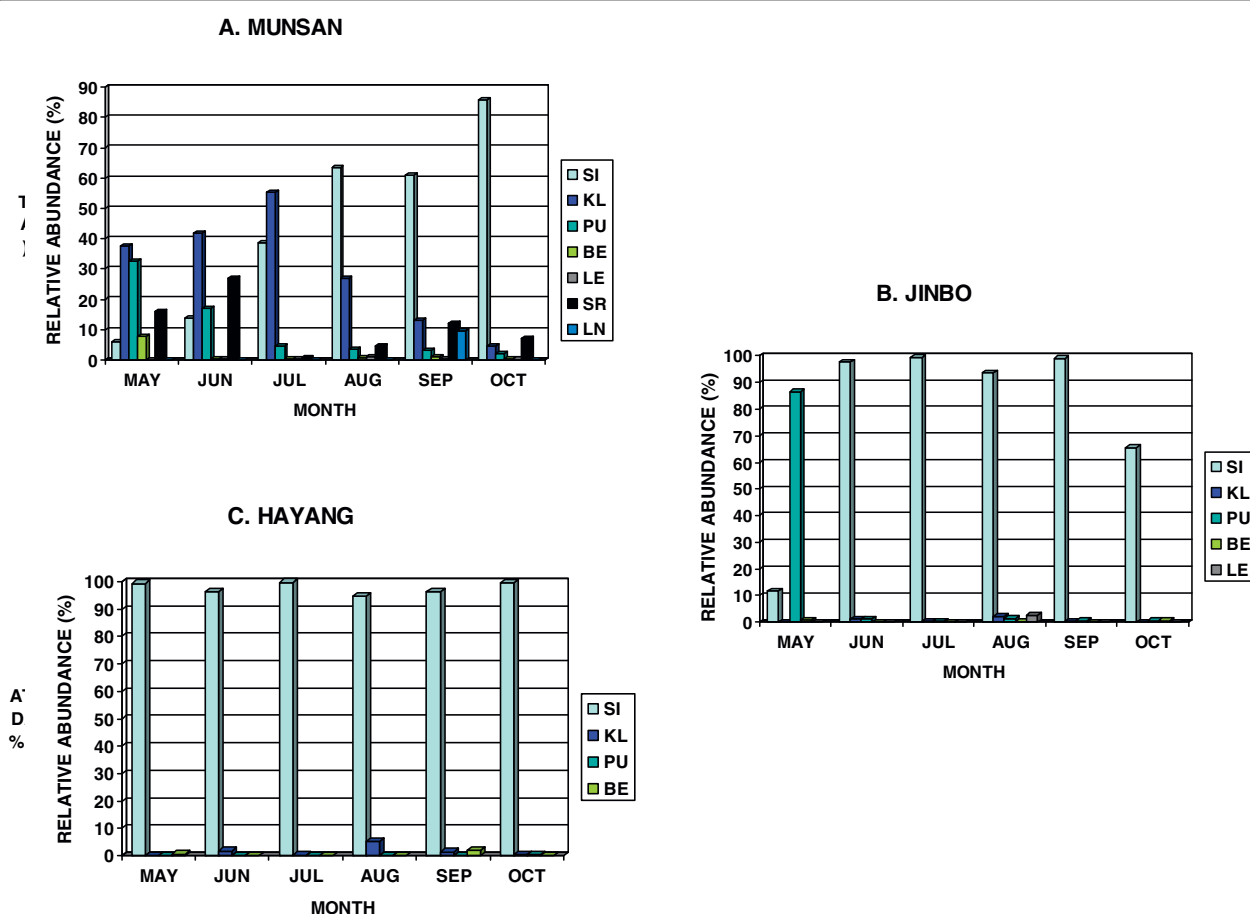 A. MUNSAN
RELATIVE ABUNDANCE (%)
90
80
70
60
50
40
30
20
10
0
MAY JUN JUL AUG SEP OCT
MONTH
SI
KL
PU
BE
LE
SR
LN
B. JINBO
RELATIVE ABUNDANCE (%)
100
90
80
70
60
50
40
30
20
10
0
MAY JUN JUL AUG SEP OCT
MONTH
SI
KL
PU
BE
LE
C. HAYANG
RELATIVE ABUNDANCE (%)
100
90
80
70
60
50
40
30
20
10
0
MAY JUN JUL AUG SEP OCT
MONTH
SI
KL
PU
BE
D
%